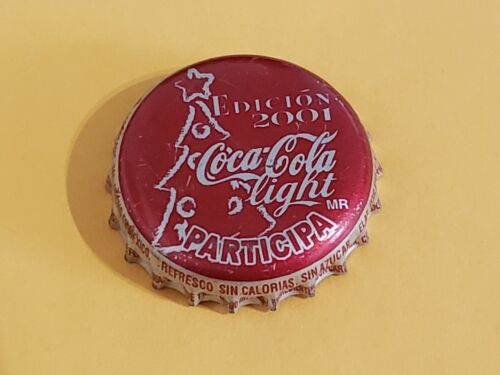 EDICIÓN
2001
Coca-Cola
light
MR
PARTICIPA
REFRESCO SIN CALORIAS, SIN AZUCAR